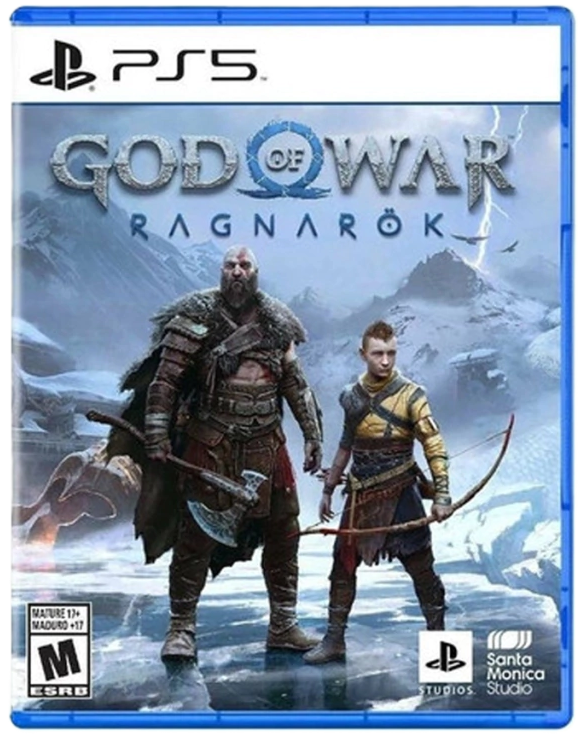 PS5
GOD OF WAR
RAGNARÖK
MATURE 17+
MADURO +17
M
ESRB
STUDIOS
Santa
Monica
Studio